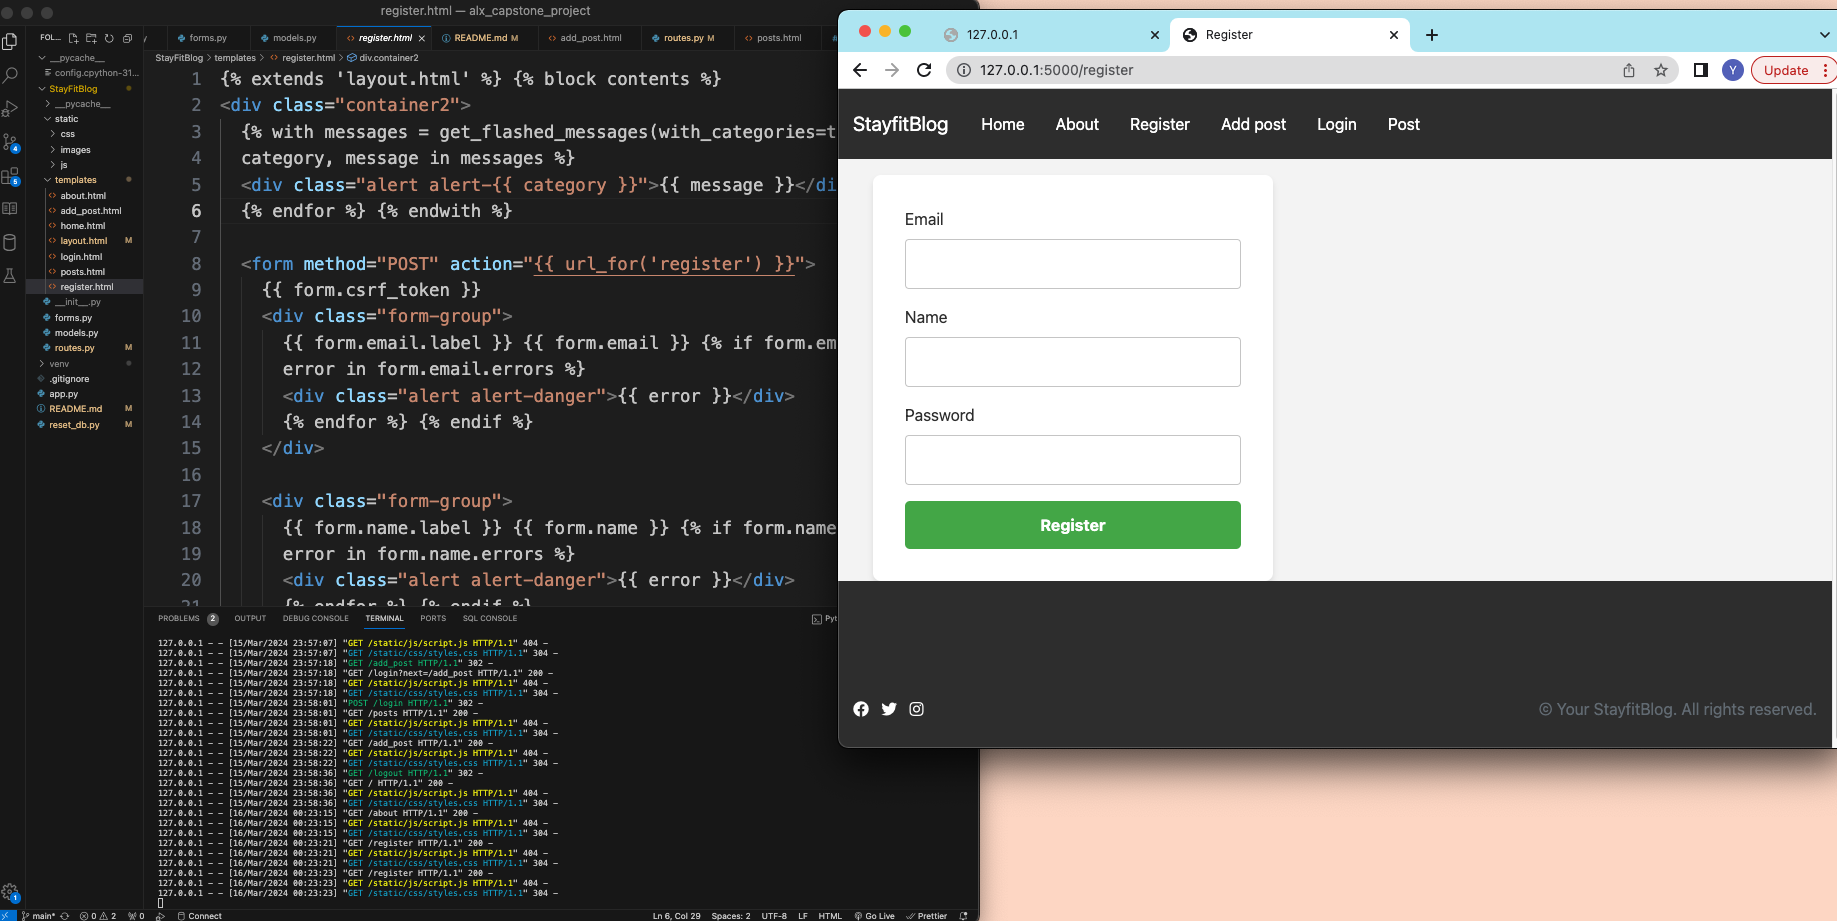 register.html — alx_capstone_project
FOL...
forms.py
models.py
register.html
README.md M
add_post.html
routes.py M
posts.html
StayFitBlog > templates > register.html > div.container2
__pycache__
config.cpython-31...
StayFitBlog
__pycache__
static
css
images
js
templates
about.html
add_post.html
home.html
layout.html M
login.html
posts.html
register.html
__init__.py
forms.py
models.py
routes.py M
venv
.gitignore
app.py
README.md M
reset_db.py M
1 {% extends 'layout.html' %} {% block contents %}
2 <div class="container2">
3 {% with messages = get_flashed_messages(with_categories=t
4 category, message in messages %}
5 <div class="alert alert-{{ category }}">{{ message }}</di
6 {% endfor %} {% endwith %}
7
8 <form method="POST" action="{{ url_for('register') }}">
9 {{ form.csrf_token }}
10 <div class="form-group">
11 {{ form.email.label }} {{ form.email }} {% if form.em
12 error in form.email.errors %}
13 <div class="alert alert-danger">{{ error }}</div>
14 {% endfor %} {% endif %}
15 </div>
16
17 <div class="form-group">
18 {{ form.name.label }} {{ form.name }} {% if form.name
19 error in form.name.errors %}
20 <div class="alert alert-danger">{{ error }}</div>
21 {% endfor %} {% endif %}
PROBLEMS 2 OUTPUT DEBUG CONSOLE TERMINAL PORTS SQL CONSOLE Pyt
127.0.0.1 - - [15/Mar/2024 23:57:07] "GET /static/js/script.js HTTP/1.1" 404 -
127.0.0.1 - - [15/Mar/2024 23:57:07] "GET /static/css/styles.css HTTP/1.1" 304 -
127.0.0.1 - - [15/Mar/2024 23:57:18] "GET /add_post HTTP/1.1" 302 -
127.0.0.1 - - [15/Mar/2024 23:57:18] "GET /login?next=/add_post HTTP/1.1" 200 -
127.0.0.1 - - [15/Mar/2024 23:57:18] "GET /static/js/script.js HTTP/1.1" 404 -
127.0.0.1 - - [15/Mar/2024 23:57:18] "GET /static/css/styles.css HTTP/1.1" 304 -
127.0.0.1 - - [15/Mar/2024 23:58:01] "POST /login HTTP/1.1" 302 -
127.0.0.1 - - [15/Mar/2024 23:58:01] "GET /posts HTTP/1.1" 200 -
127.0.0.1 - - [15/Mar/2024 23:58:01] "GET /static/js/script.js HTTP/1.1" 404 -
127.0.0.1 - - [15/Mar/2024 23:58:01] "GET /static/css/styles.css HTTP/1.1" 304 -
127.0.0.1 - - [15/Mar/2024 23:58:22] "GET /add_post HTTP/1.1" 200 -
127.0.0.1 - - [15/Mar/2024 23:58:22] "GET /static/js/script.js HTTP/1.1" 404 -
127.0.0.1 - - [15/Mar/2024 23:58:22] "GET /static/css/styles.css HTTP/1.1" 304 -
127.0.0.1 - - [15/Mar/2024 23:58:36] "GET /logout HTTP/1.1" 302 -
127.0.0.1 - - [15/Mar/2024 23:58:36] "GET / HTTP/1.1" 200 -
127.0.0.1 - - [15/Mar/2024 23:58:36] "GET /static/js/script.js HTTP/1.1" 404 -
127.0.0.1 - - [15/Mar/2024 23:58:36] "GET /static/css/styles.css HTTP/1.1" 304 -
127.0.0.1 - - [16/Mar/2024 00:23:15] "GET /about HTTP/1.1" 200 -
127.0.0.1 - - [16/Mar/2024 00:23:15] "GET /static/js/script.js HTTP/1.1" 404 -
127.0.0.1 - - [16/Mar/2024 00:23:15] "GET /static/css/styles.css HTTP/1.1" 304 -
127.0.0.1 - - [16/Mar/2024 00:23:21] "GET /register HTTP/1.1" 200 -
127.0.0.1 - - [16/Mar/2024 00:23:21] "GET /static/js/script.js HTTP/1.1" 404 -
127.0.0.1 - - [16/Mar/2024 00:23:21] "GET /static/css/styles.css HTTP/1.1" 304 -
127.0.0.1 - - [16/Mar/2024 00:23:23] "GET /register HTTP/1.1" 200 -
127.0.0.1 - - [16/Mar/2024 00:23:23] "GET /static/js/script.js HTTP/1.1" 404 -
127.0.0.1 - - [16/Mar/2024 00:23:23] "GET /static/css/styles.css HTTP/1.1" 304 -
main* 0 2 0 Connect Ln 6, Col 29 Spaces: 2 UTF-8 LF HTML Go Live Prettier
127.0.0.1
Register
127.0.0.1:5000/register
Y
Update
StayfitBlog Home About Register Add post Login Post
Email
Name
Password
Register
© Your StayfitBlog. All rights reserved.